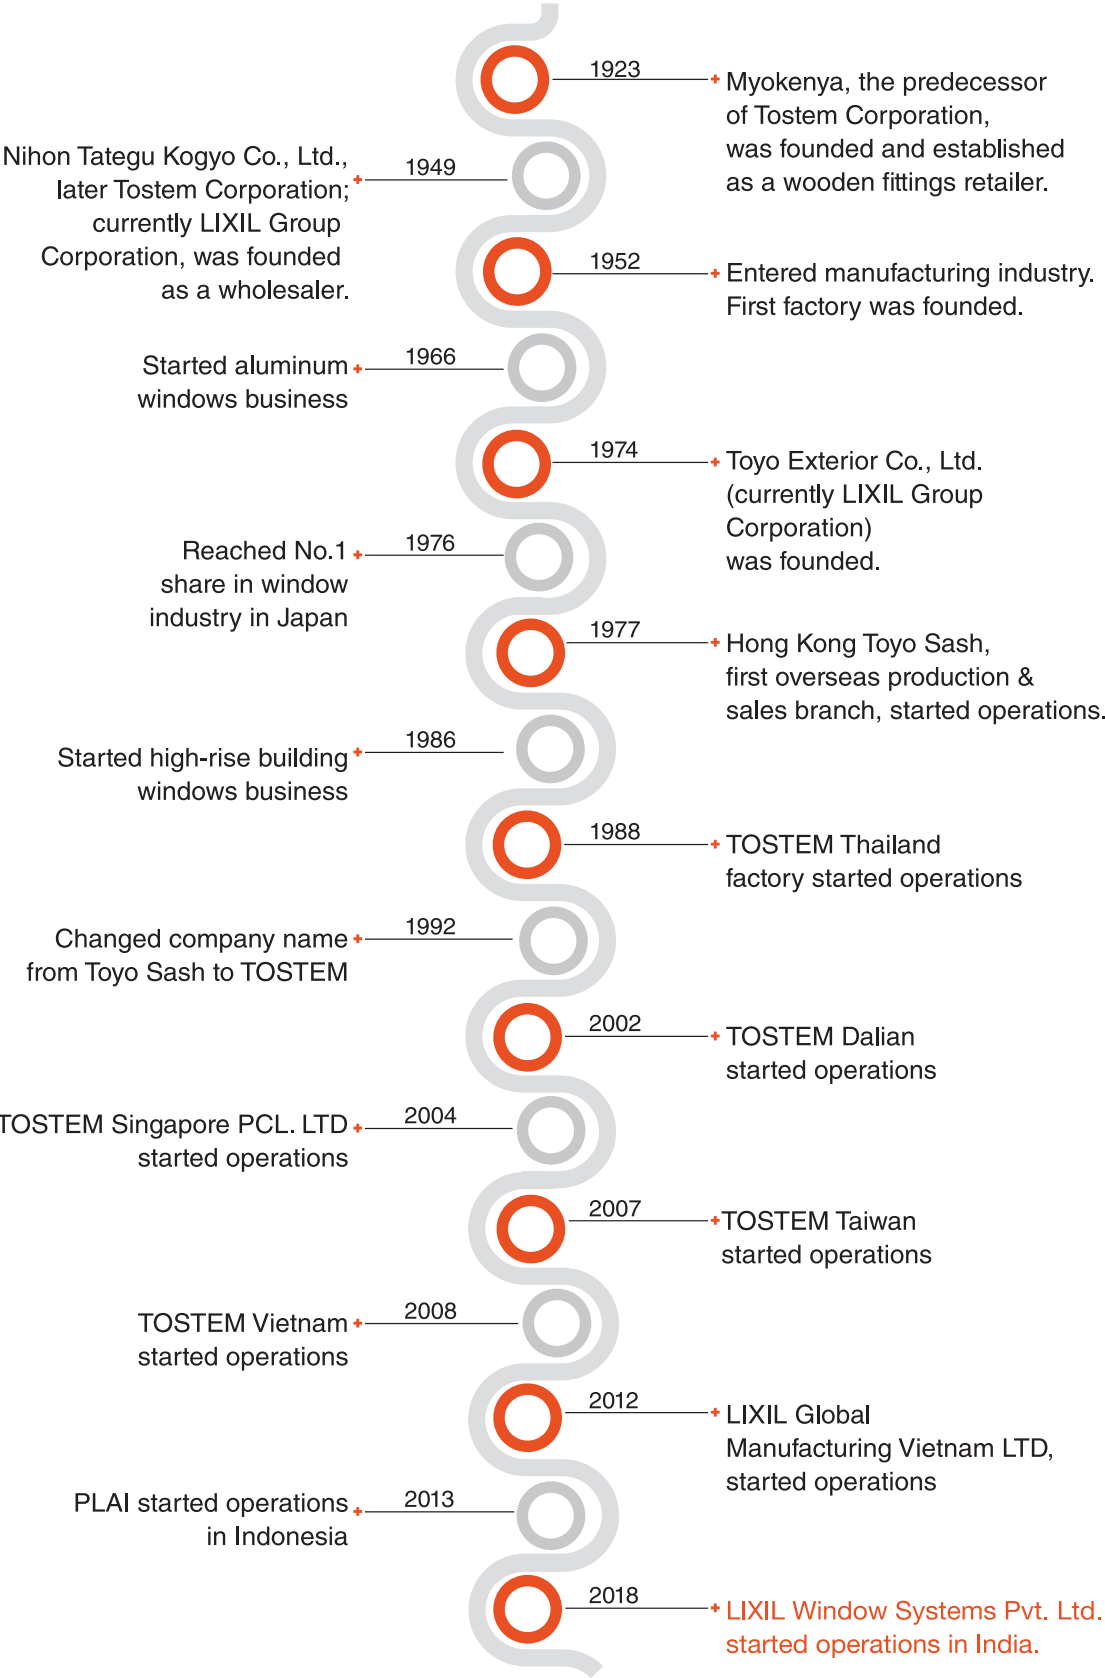 1923
Myokenya, the predecessor
of Tostem Corporation,
was founded and established
as a wooden fittings retailer.
1949
Nihon Tategu Kogyo Co., Ltd.,
later Tostem Corporation;
currently LIXIL Group
Corporation, was founded
as a wholesaler.
1952
Entered manufacturing industry.
First factory was founded.
1966
Started aluminum
windows business
1974
Toyo Exterior Co., Ltd.
(currently LIXIL Group
Corporation)
was founded.
1976
Reached No.1
share in window
industry in Japan
1977
Hong Kong Toyo Sash,
first overseas production &
sales branch, started operations.
1986
Started high-rise building
windows business
1988
TOSTEM Thailand
factory started operations
1992
Changed company name
from Toyo Sash to TOSTEM
2002
TOSTEM Dalian
started operations
2004
TOSTEM Singapore PCL. LTD
started operations
2007
TOSTEM Taiwan
started operations
2008
TOSTEM Vietnam
started operations
2012
LIXIL Global
Manufacturing Vietnam LTD,
started operations
2013
PLAI started operations
in Indonesia
2018
LIXIL Window Systems Pvt. Ltd.
started operations in India.